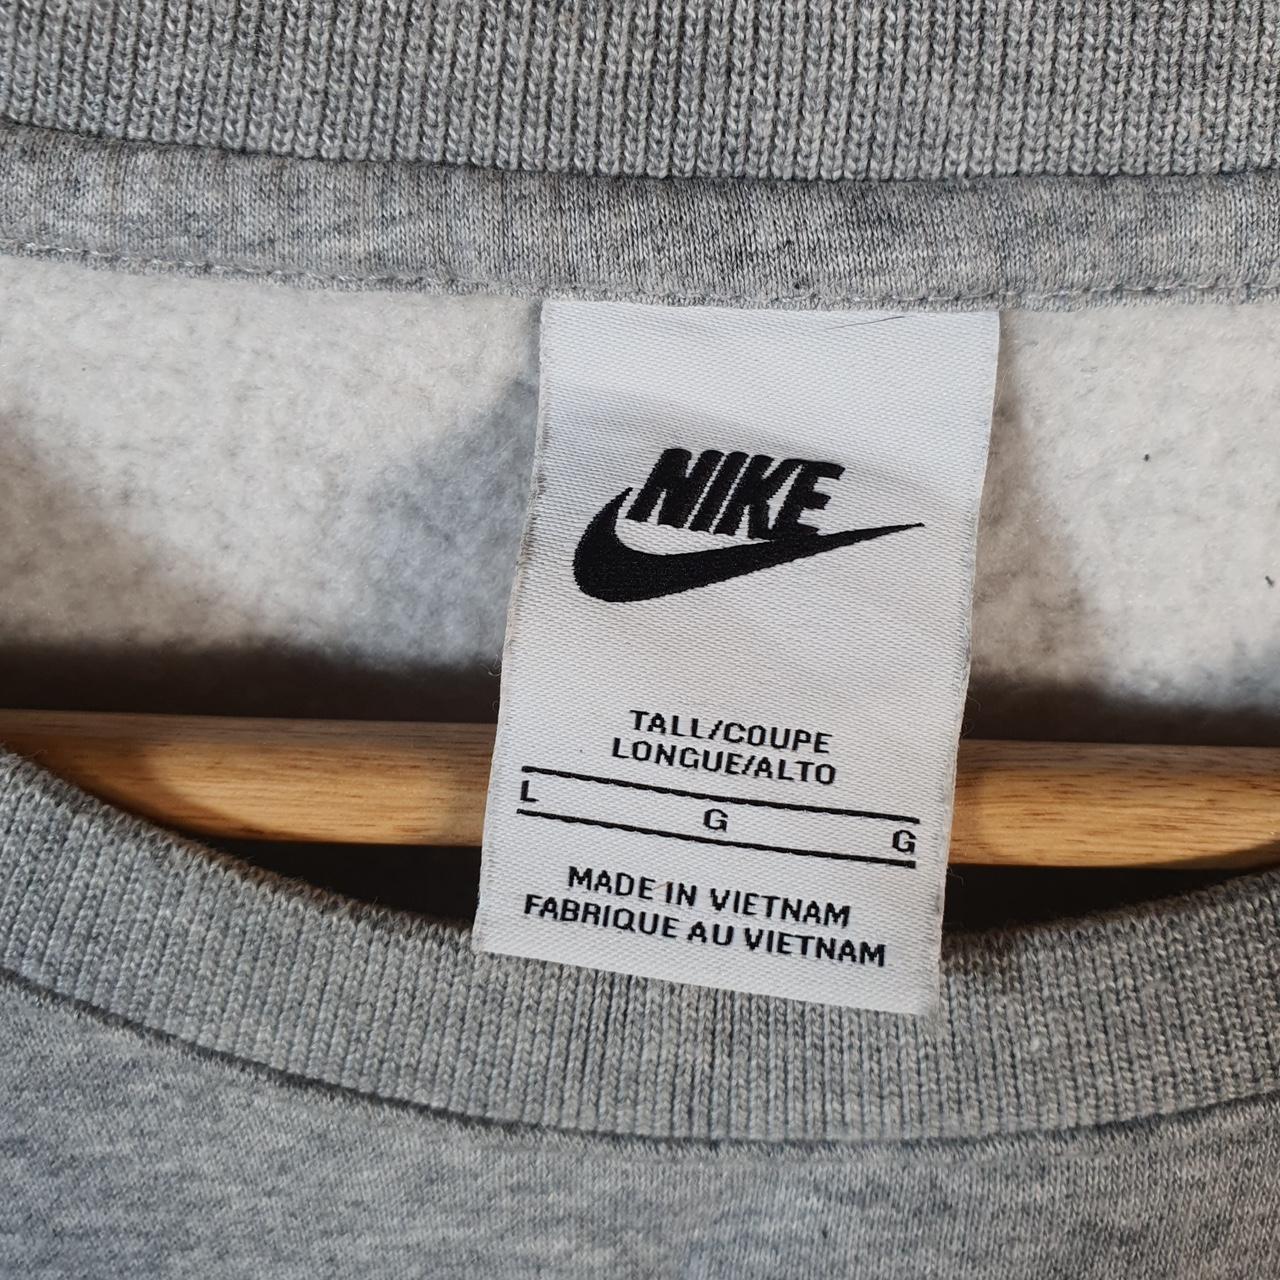 NIKE
TALL/COUPE
LONGUE/ALTO
L G G
MADE IN VIETNAM
FABRIQUE AU VIETNAM